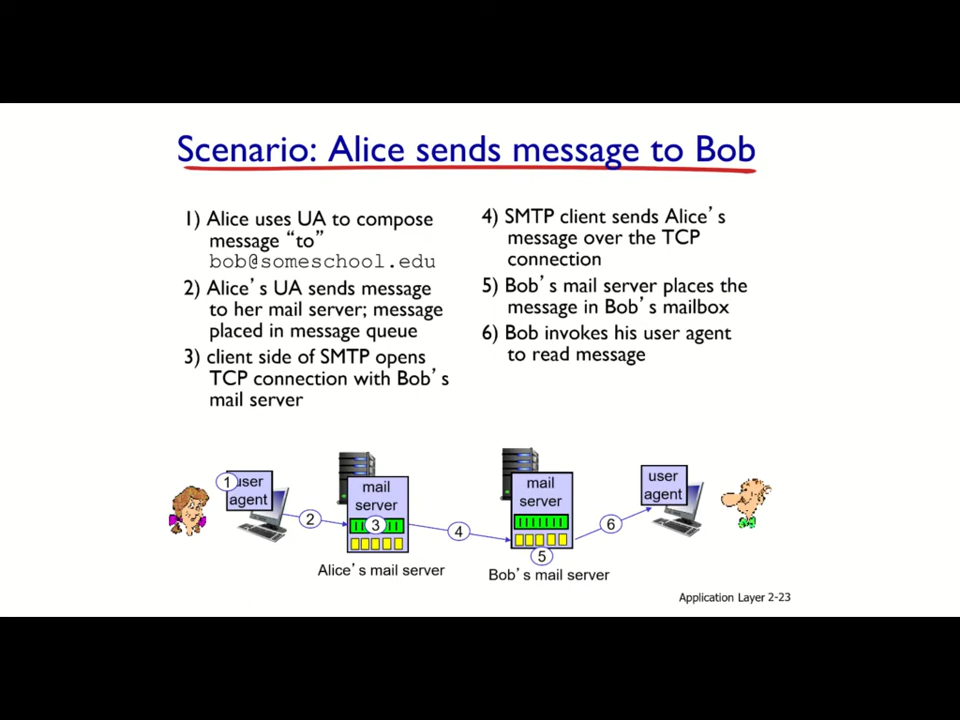 Scenario: Alice sends message to Bob
1) Alice uses UA to compose
message “to”
bob@someschool.edu
2) Alice’s UA sends message
to her mail server; message
placed in message queue
3) client side of SMTP opens
TCP connection with Bob’s
mail server
4) SMTP client sends Alice’s
message over the TCP
connection
5) Bob’s mail server places the
message in Bob’s mailbox
6) Bob invokes his user agent
to read message
1 user
agent
2
mail
server
3
4
mail
server
5
6
user
agent
Alice’s mail server
Bob’s mail server
Application Layer 2-23